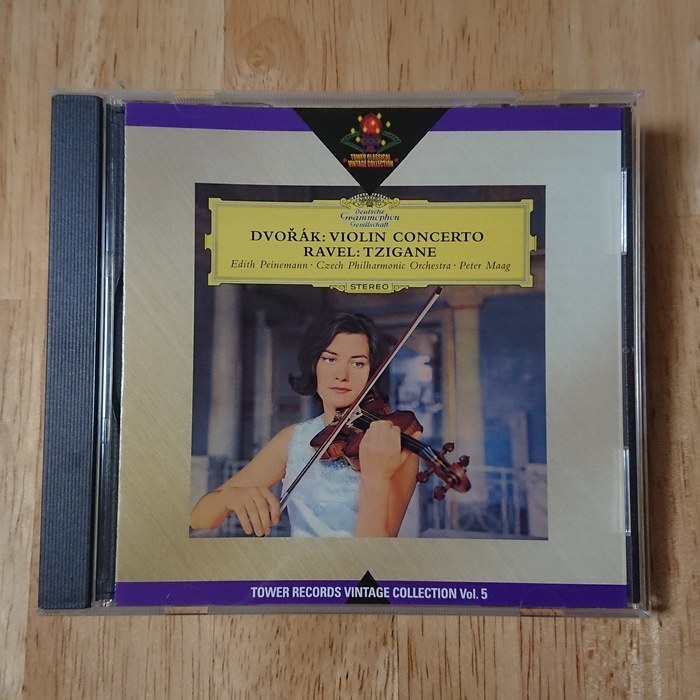 TOWER CLASSICAL
VINTAGE COLLECTION
Deutsche
Grammophon
Gesellschaft
DVOŘÁK: VIOLIN CONCERTO
RAVEL: TZIGANE
Edith Peinemann · Czech Philharmonic Orchestra · Peter Maag
STEREO
TOWER RECORDS VINTAGE COLLECTION Vol. 5